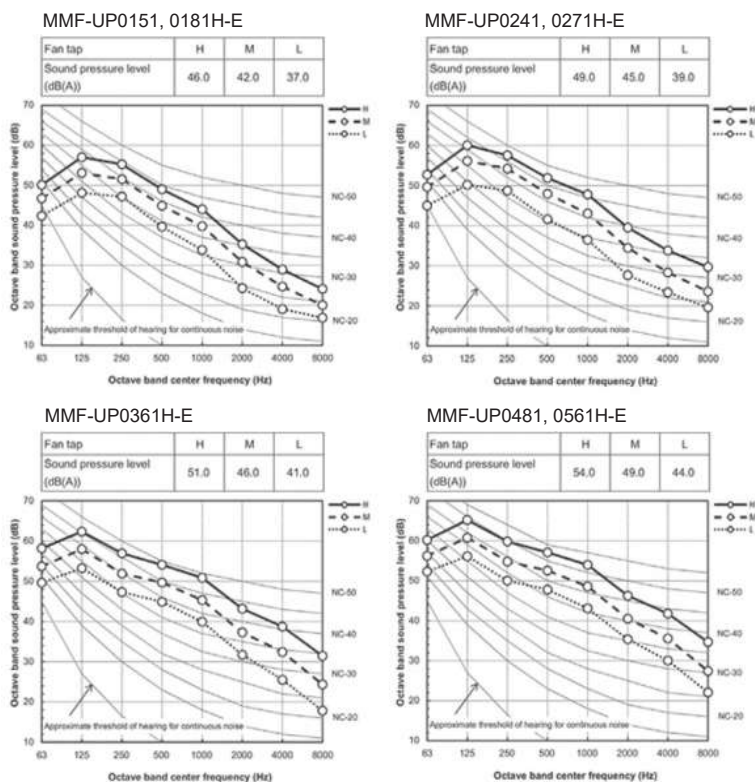 MMF-UP0151, 0181H-E
Fan tap H M L
Sound pressure level
(dB(A)) 46.0 42.0 37.0
70
60
50
40
30
20
10
Octave band sound pressure level (dB)
H
M
L
NC-50
NC-40
NC-30
NC-20
Approximate threshold of hearing for continuous noise
63 125 250 500 1000 2000 4000 8000
Octave band center frequency (Hz)
MMF-UP0241, 0271H-E
Fan tap H M L
Sound pressure level
(dB(A)) 49.0 45.0 39.0
70
60
50
40
30
20
10
Octave band sound pressure level (dB)
H
M
L
NC-50
NC-40
NC-30
NC-20
Approximate threshold of hearing for continuous noise
63 125 250 500 1000 2000 4000 8000
Octave band center frequency (Hz)
MMF-UP0361H-E
Fan tap H M L
Sound pressure level
(dB(A)) 51.0 46.0 41.0
70
60
50
40
30
20
10
Octave band sound pressure level (dB)
H
M
L
NC-50
NC-40
NC-30
NC-20
Approximate threshold of hearing for continuous noise
63 125 250 500 1000 2000 4000 8000
Octave band center frequency (Hz)
MMF-UP0481, 0561H-E
Fan tap H M L
Sound pressure level
(dB(A)) 54.0 49.0 44.0
70
60
50
40
30
20
10
Octave band sound pressure level (dB)
H
M
L
NC-50
NC-40
NC-30
NC-20
Approximate threshold of hearing for continuous noise
63 125 250 500 1000 2000 4000 8000
Octave band center frequency (Hz)